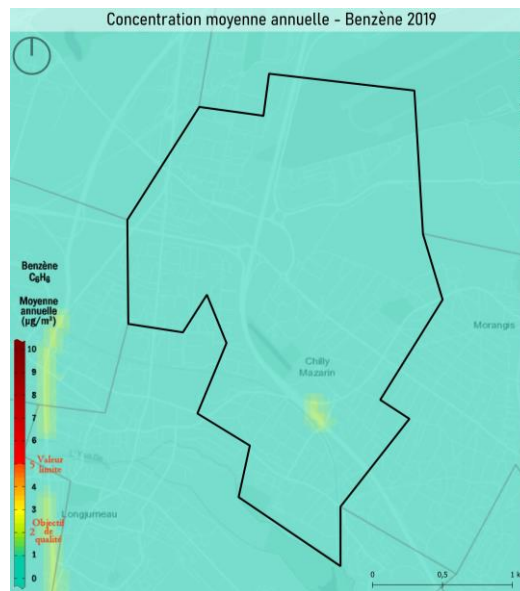 Concentration moyenne annuelle - Benzène 2019
Benzène
C₆H₆
Moyenne
annuelle
(µg/m³)
10
9
8
7
6
5 Valeur
limite
4
3
Objectif
2 de
qualité
1
0
Chilly
Mazarin
Morangis
Longjumeau
0 0,5 1 k